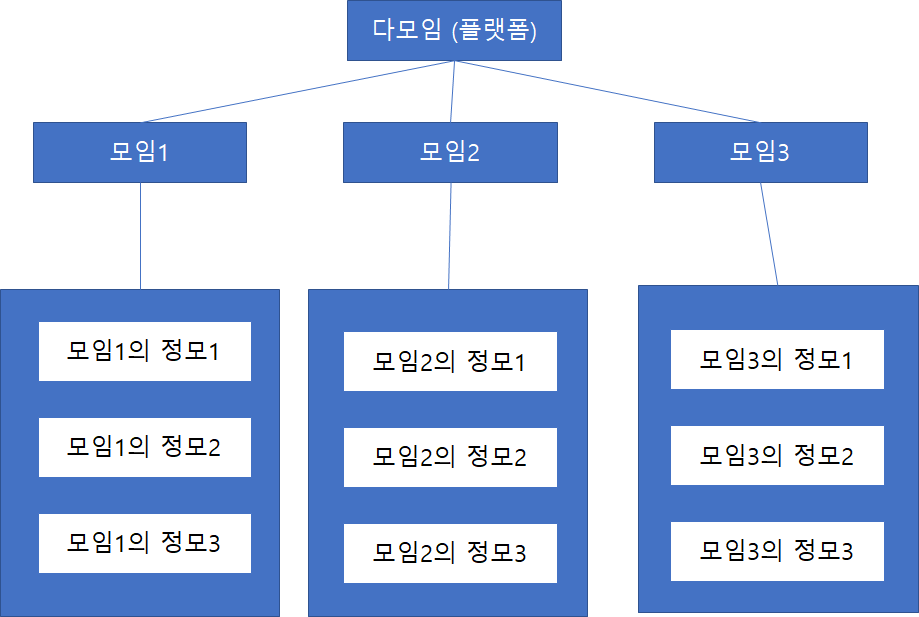 다모임 (플랫폼)
모임1
모임2
모임3
모임1의 정모1
모임1의 정모2
모임1의 정모3
모임2의 정모1
모임2의 정모2
모임2의 정모3
모임3의 정모1
모임3의 정모2
모임3의 정모3